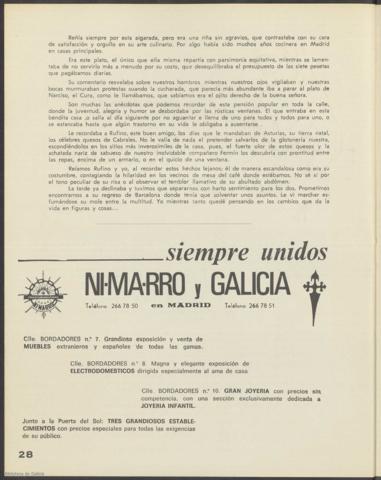 Reñía siempre por esta algarada, pero era una riña sin agravios, que contrastaba con su cara
de satisfacción y orgullo en su arte culinario. Por algo había sido muchos años cocinera en Madrid
en casas principales.
Era este plato, el único que ella misma repartía con parsimonia equitativa, mientras se lamen-
taba de no servirlo más a menudo por su costo, que desequilibraba el presupuesto de las siete pesetas
que pagábamos diarias.
Su comentario resvelaba sobre nuestros hombres mientras nuestros ojos vigilaban y nuestras
bocas murmuraban protestas cuando la cucharada, que parecía más abundante iba a parar al plato de
Narciso, el Cura, como le llamábamos, que sabíamos era el ojito derecho de la buena señora.
Son muchas las anécdotas que podemos recordar de esta pensión popular en toda la calle,
donde la juventud, alegría y humor se desbordaba por las rústicas ventanas. El que entraba en esta
bendita casa ¡o salía al día siguiente por no aguantar e lema de uno para todos y todos para uno, o
se estancaba hasta que algún trastorno en su vida le obligaba a ausentarse.
Le recordaba a Rufino, este buen amigo, los días que le mandaban de Asturias, su tierra natal,
los célebres quesos de Cabrales. No le valía de nada el pretender salvarlos de la glotonería nuestra,
escondiéndolos en los sitios más inverosímiles de la casa, pues, el fuerte olor de estos quesos y la
achatada nariz de sabueso de nuestro inolvidable compañero Fermín los descubría con prontitud entre
las ropas, encima de un armario, o en el quicio de una ventana.
Reíamos Rufino y yo, al recordar estos hechos lejanos; él de manera escandalosa como era su
costumbre, contagiando la hilaridad en los vecinos de mesa del café donde estábamos. No sé si por
el tono peculiar de su risa o al observar el temblor llamativo de su abultado abdómen.
La tarde ya declinaba y tuvimos que separarnos con harto sentimiento para los dos. Prometimos
encontrarnos a su regreso de Barcelona donde tenía que solventar unos asuntos. Le vi marchar es-
fumándose su mole entre la multitud. Yo mientras tanto quedé pensando en los cambios que da la
vida en figuras y cosas...
siempre unidos
NI-MA-RRO y GALICIA
Teléfono 266 78 50 en MADRID Teléfono 266 78 51
Clle. BORDADORES n.º 7. Grandiosa exposición y venta de
MUEBLES extranjeros y españoles de todas las gamas.
Clle. BORDADORES n.º 8. Magna y elegante exposición de
ELECTRODOMESTICOS dirigida especialmente al ama de casa
Clle. BORDADORES n.º 10. GRAN JOYERIA con precios sin
competencia, con una sección exclusivamente dedicada a
JOYERIA INFANTIL.
Junto a la Puerta del Sol: TRES GRANDIOSOS ESTABLE-
CIMIENTOS con precios especiales para todas las exigencias
de su público.
28
Biblioteca de Galicia